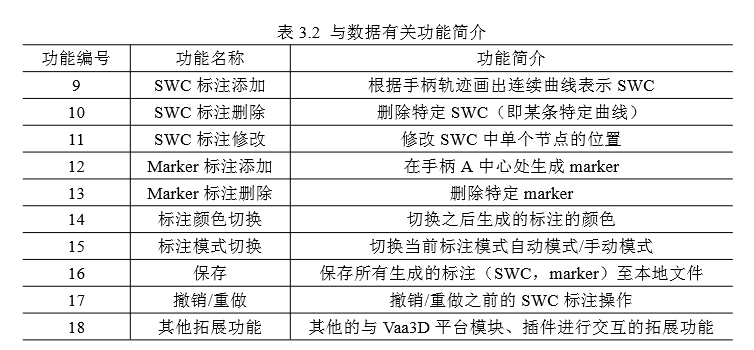 表 3.2 与数据有关功能简介
功能编号 功能名称 功能简介
9 SWC 标注添加 根据手柄轨迹画出连续曲线表示 SWC
10 SWC 标注删除 删除特定 SWC（即某条特定曲线）
11 SWC 标注修改 修改 SWC 中单个节点的位置
12 Marker 标注添加 在手柄 A 中心处生成 marker
13 Marker 标注删除 删除特定 marker
14 标注颜色切换 切换之后生成的标注的颜色
15 标注模式切换 切换当前标注模式自动模式/手动模式
16 保存 保存所有生成的标注（SWC，marker）至本地文件
17 撤销/重做 撤销/重做之前的 SWC 标注操作
18 其他拓展功能 其他的与 Vaa3D 平台模块、插件进行交互的拓展功能